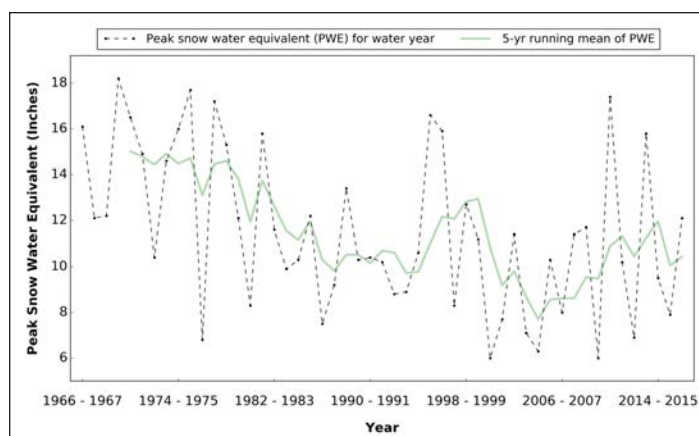 Peak snow water equivalent (PWE) for water year
5-yr running mean of PWE
Peak Snow Water Equivalent (Inches)
18
16
14
12
10
8
6
1966 - 1967
1974 - 1975
1982 - 1983
1990 - 1991
1998 - 1999
2006 - 2007
2014 - 2015
Year